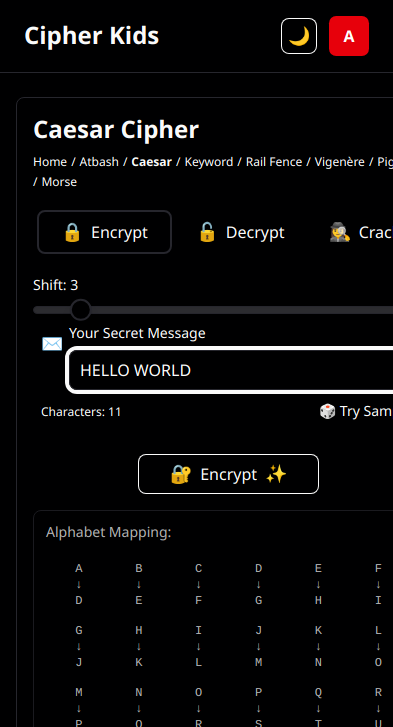 Cipher Kids
🌙 A
Caesar Cipher
Home / Atbash / Caesar / Keyword / Rail Fence / Vigenère / Pig
/ Morse
🔒 Encrypt 🔓 Decrypt 🕵️ Crac
Shift: 3
Your Secret Message
✉️ HELLO WORLD
Characters: 11 🎲 Try Sam
🔐 Encrypt ✨
Alphabet Mapping:
A B C D E F
↓ ↓ ↓ ↓ ↓ ↓
D E F G H I
G H I J K L
↓ ↓ ↓ ↓ ↓ ↓
J K L M N O
M N O P Q R
↓ ↓ ↓ ↓ ↓ ↓
P Q R S T U